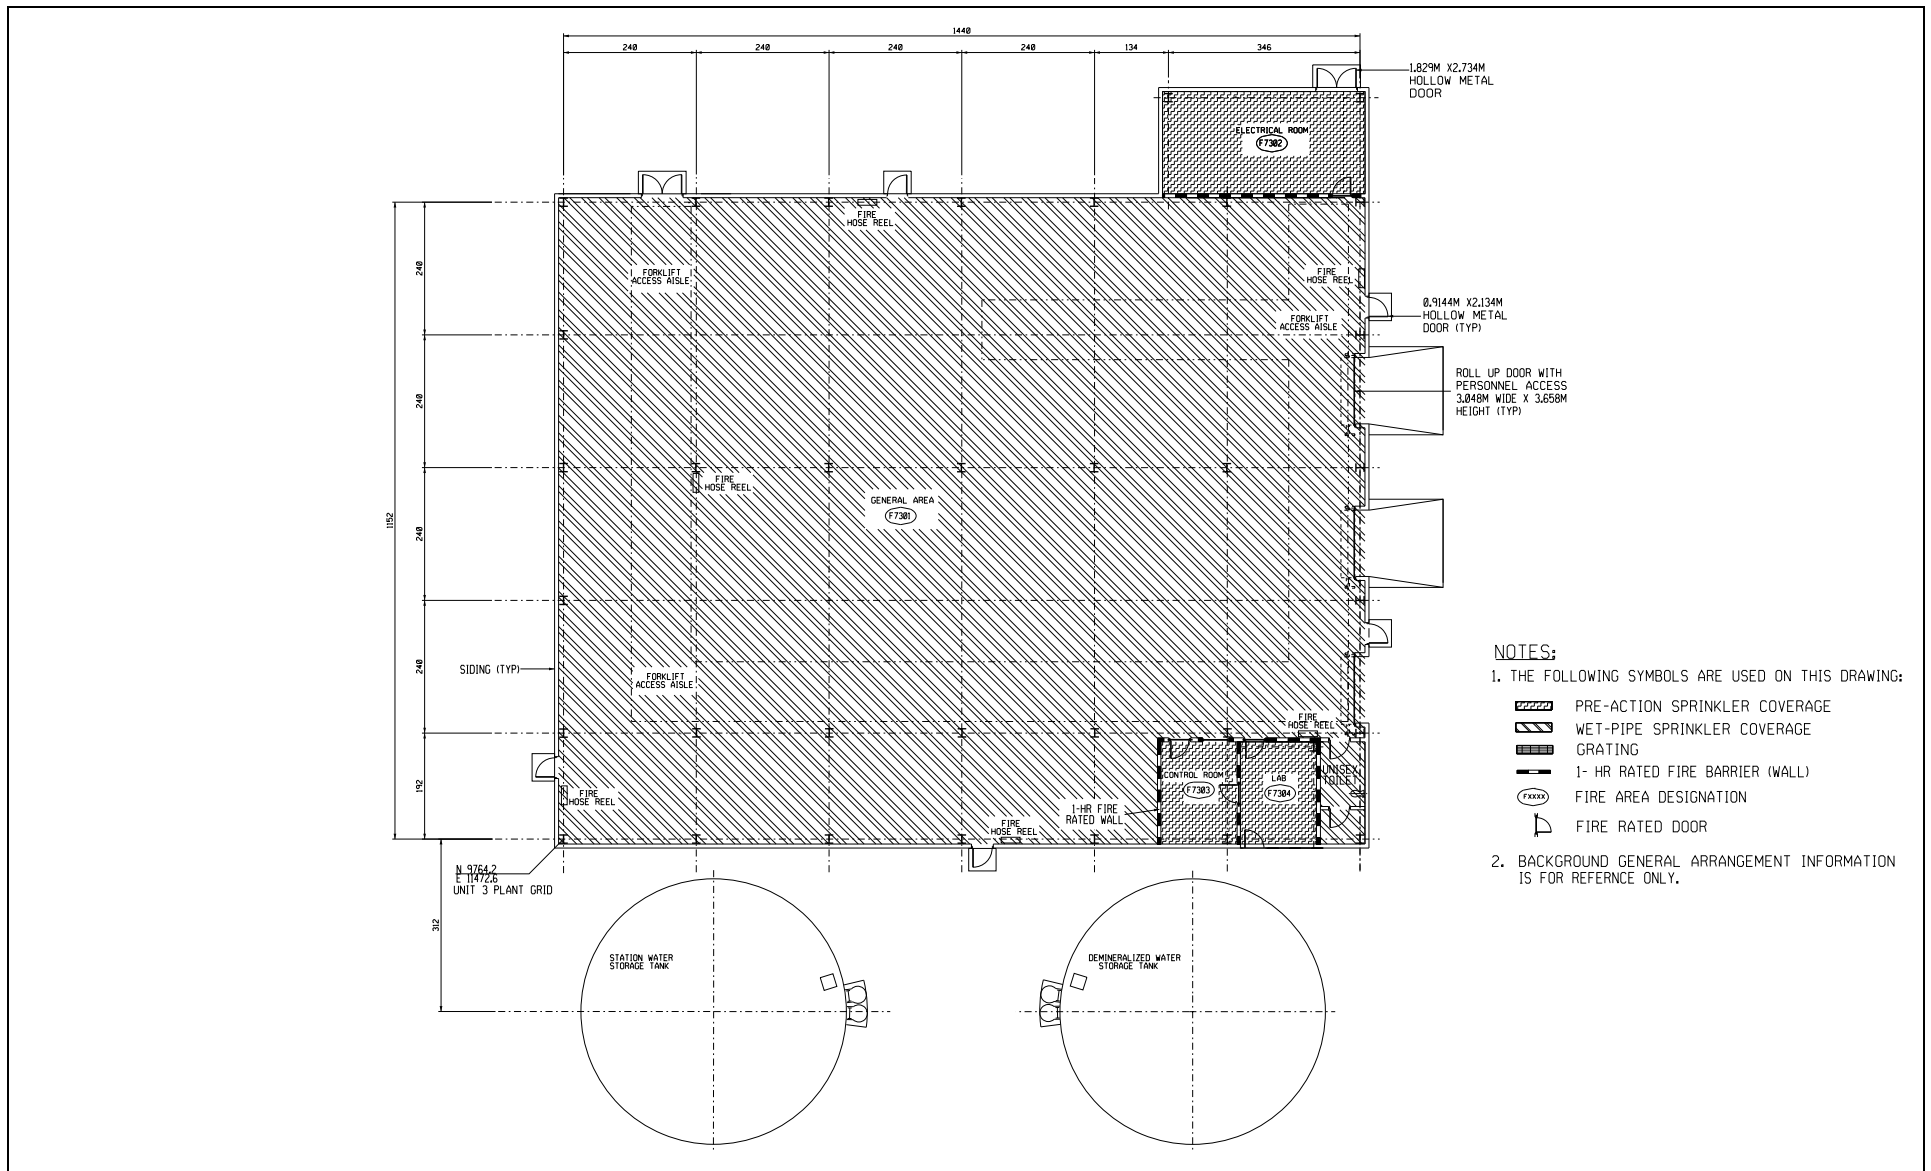 1440
240
240
240
240
134
346
1.829M X2.734M
HOLLOW METAL
DOOR
ELECTRICAL ROOM
F7302
FIRE
HOSE REEL
FORKLIFT
ACCESS AISLE
240
FIRE
HOSE REEL
0.9144M X2.134M
HOLLOW METAL
DOOR (TYP)
FORKLIFT
ACCESS AISLE
ROLL UP DOOR WITH
PERSONNEL ACCESS
3.048M WIDE X 3.658M
HEIGHT (TYP)
240
FIRE
HOSE REEL
GENERAL AREA
F7301
1152
240
SIDING (TYP)
240
FORKLIFT
ACCESS AISLE
FIRE
HOSE REEL
CONTROL ROOM
F7303
LAB
F7304
UNISEX
TOILET
192
FIRE
HOSE REEL
1-HR FIRE
RATED WALL
FIRE
HOSE REEL
N 9764.2
E 11472.6
UNIT 3 PLANT GRID
312
STATION WATER
STORAGE TANK
DEMINERALIZED WATER
STORAGE TANK
NOTES:
1. THE FOLLOWING SYMBOLS ARE USED ON THIS DRAWING:
PRE-ACTION SPRINKLER COVERAGE
WET-PIPE SPRINKLER COVERAGE
GRATING
1- HR RATED FIRE BARRIER (WALL)
FXXXX FIRE AREA DESIGNATION
FIRE RATED DOOR
2. BACKGROUND GENERAL ARRANGEMENT INFORMATION
IS FOR REFERNCE ONLY.